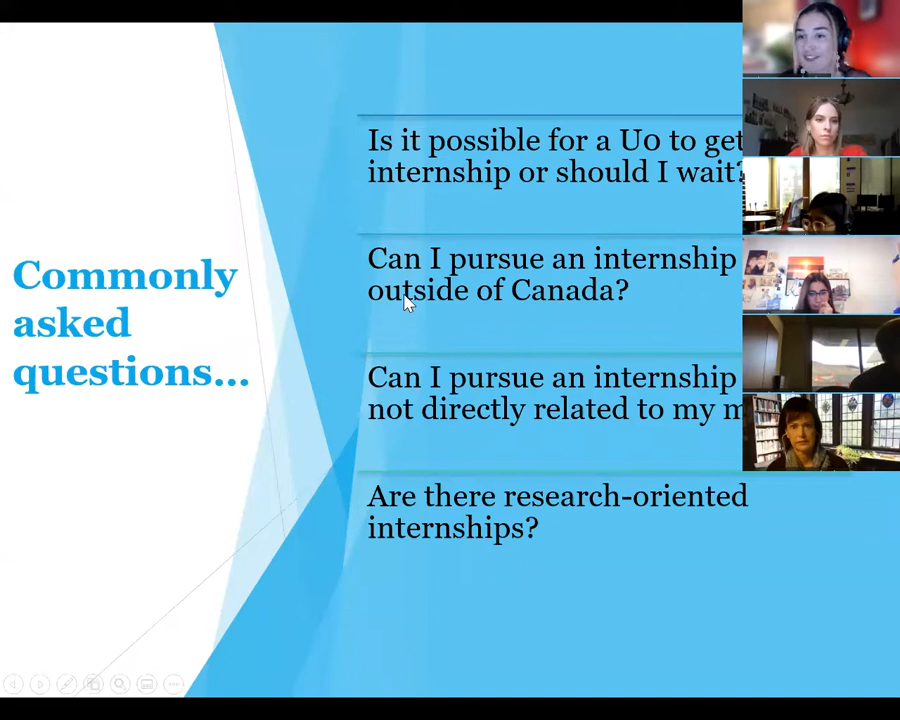 Commonly
asked
questions...
Is it possible for a U0 to get
internship or should I wait?
Can I pursue an internship
outside of Canada?
Can I pursue an internship
not directly related to my m
Are there research-oriented
internships?